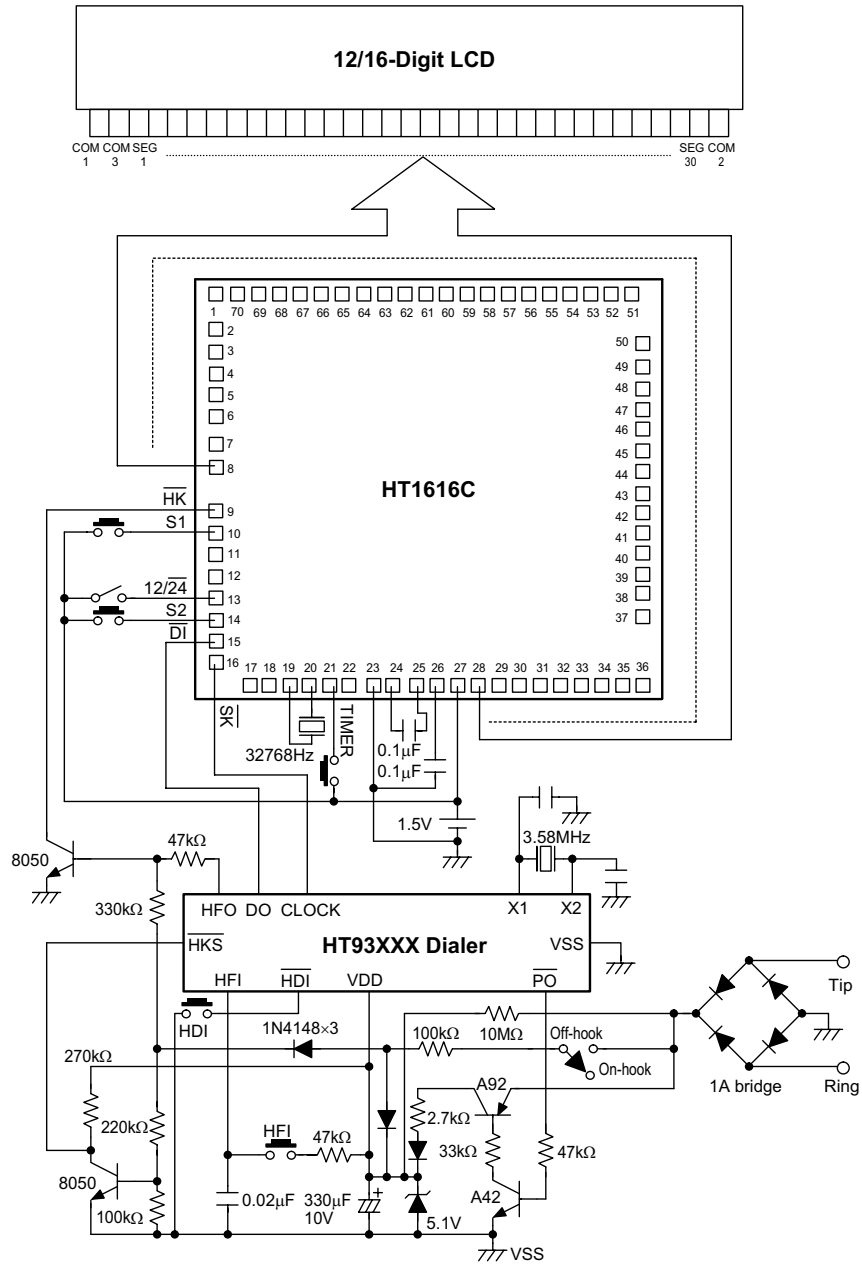 12/16-Digit LCD
COM COM SEG
1 3 1
SEG COM
30 2
1 70 69 68 67 66 65 64 63 62 61 60 59 58 57 56 55 54 53 52 51
2
3
4
5
6
7
8
HT1616C
50
49
48
47
46
45
44
43
42
41
40
39
38
37
HK 9
S1 10
11
12
12/24 13
S2 14
DI 15
16
17 18 19 20 21 22 23 24 25 26 27 28 29 30 31 32 33 34 35 36
SK
TIMER
32768Hz
0.1μF
0.1μF
1.5V
3.58MHz
8050
47kΩ
330kΩ
HFO DO CLOCK X1 X2
HKS HT93XXX Dialer VSS
HFI HDI VDD PO
HDI
1N4148×3
100kΩ
10MΩ
Off-hook
On-hook
Tip
1A bridge
Ring
270kΩ
220kΩ
HFI
47kΩ
A92
2.7kΩ
33kΩ
47kΩ
8050
100kΩ
0.02μF
330μF
10V
+
5.1V
A42
VSS